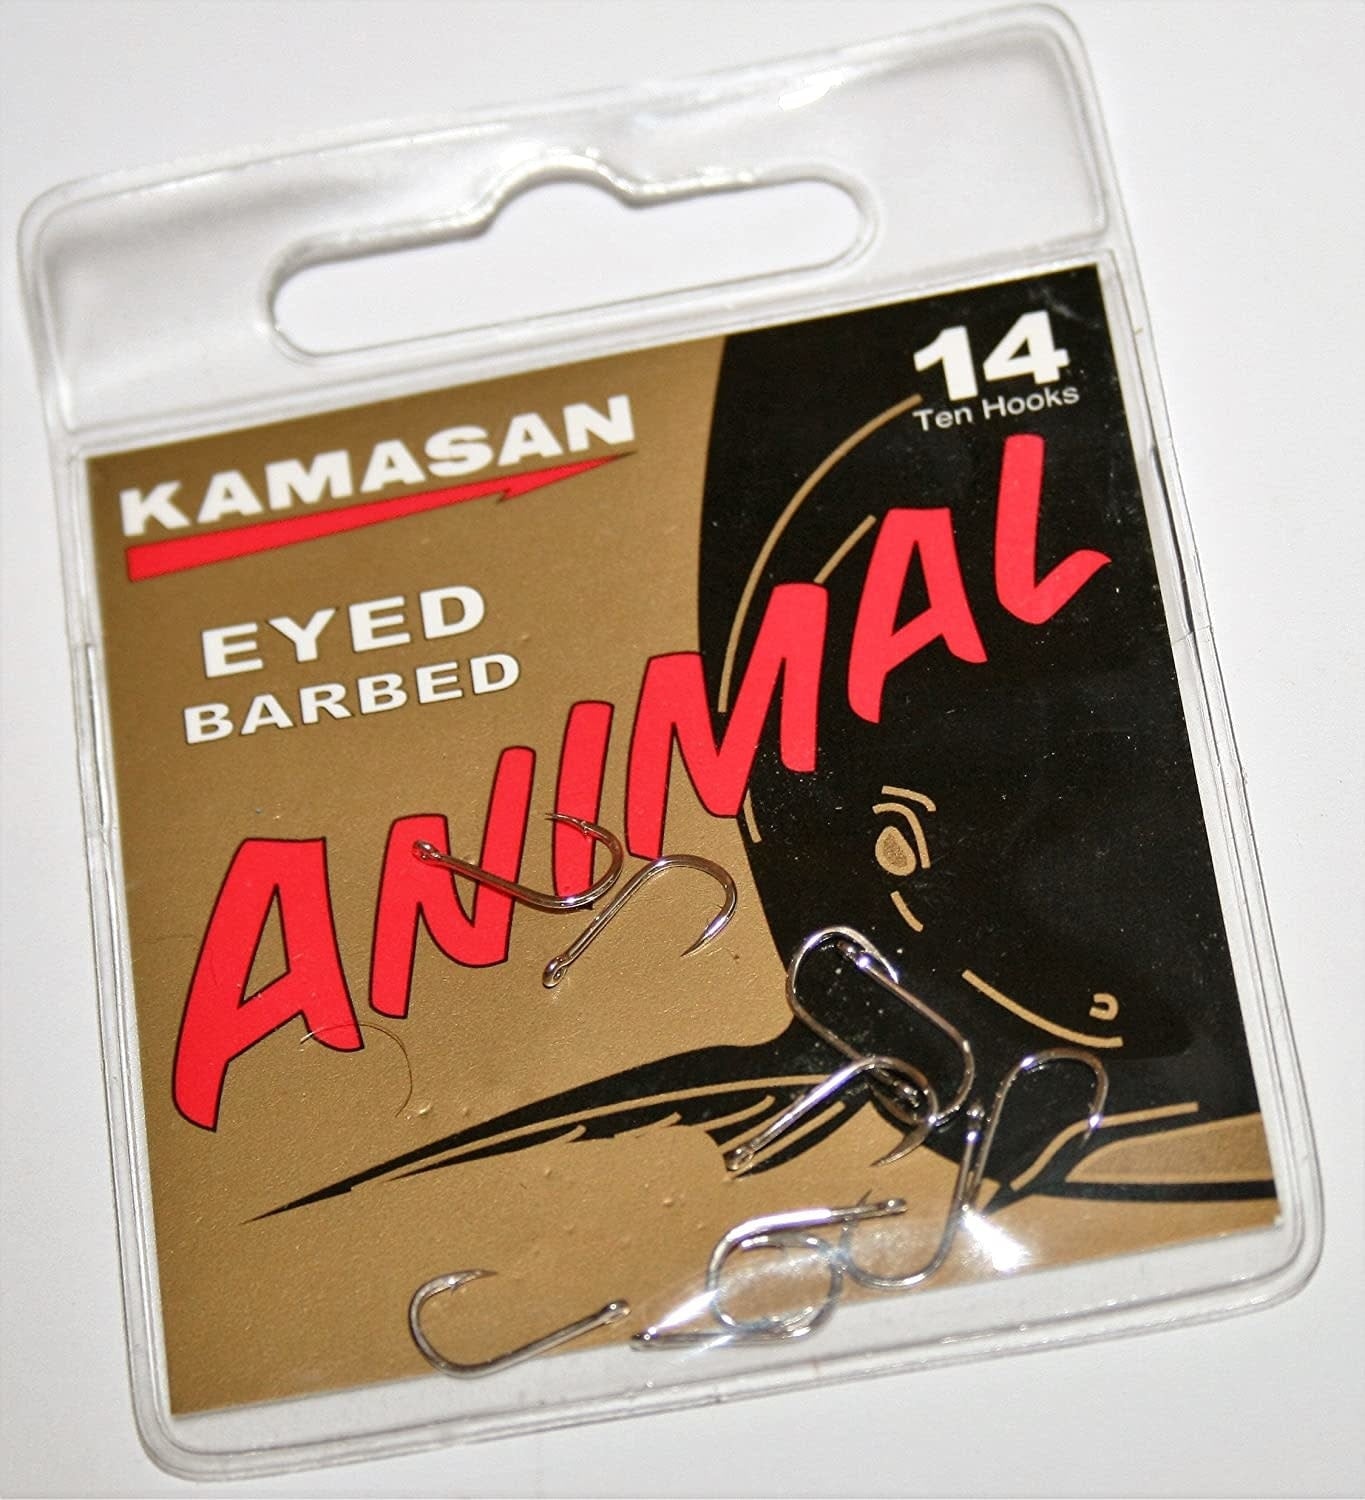 14
Ten Hooks
KAMASAN
EYED
BARBED
ANIMAL